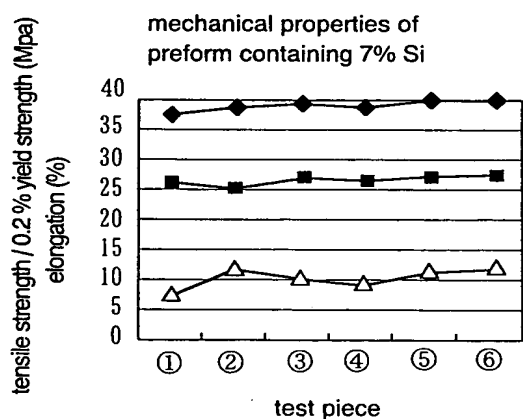 mechanical properties of
preform containing 7% Si
tensile strength / 0.2 % yield strength (Mpa)
elongation (%)
40
35
30
25
20
15
10
5
0
① ② ③ ④ ⑤ ⑥
test piece